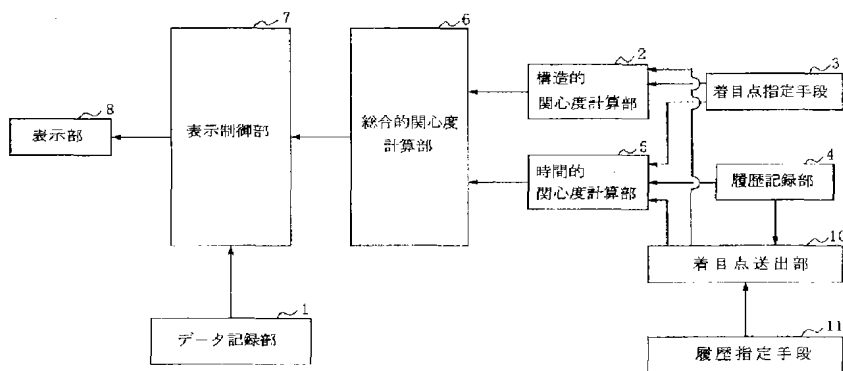 7
6
2
3
構造的
関心度計算部
着目点指定手段
8
表示部
表示制御部
総合的関心度
計算部
5
時間的
関心度計算部
4
履歴記録部
10
着目点送出部
1
データ記録部
11
履歴指定手段